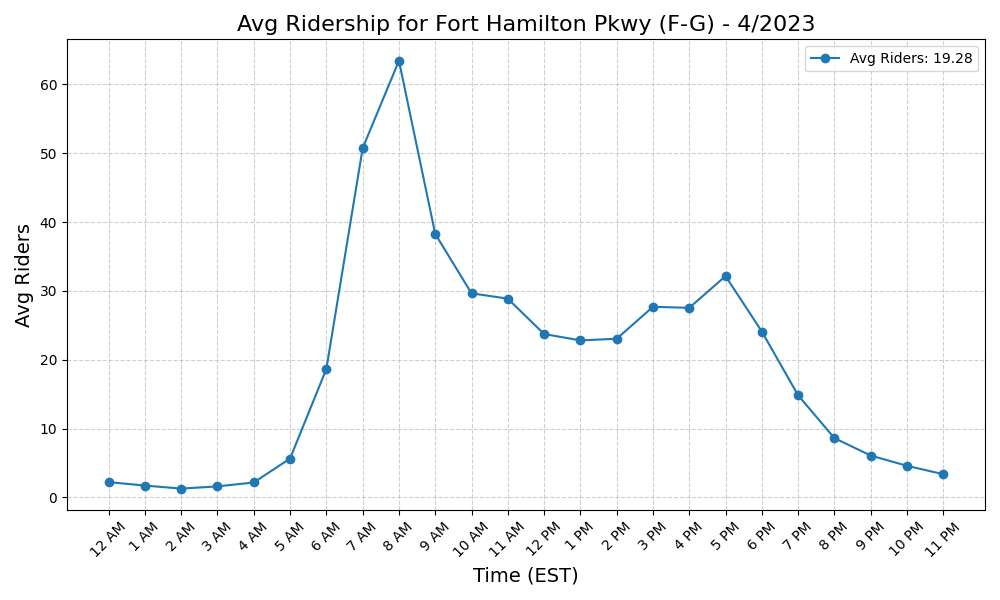 Avg Ridership for Fort Hamilton Pkwy (F-G) - 4/2023
Avg Riders: 19.28
Avg Riders
60
50
40
30
20
10
0
12 AM
1 AM
2 AM
3 AM
4 AM
5 AM
6 AM
7 AM
8 AM
9 AM
10 AM
11 AM
12 PM
1 PM
2 PM
3 PM
4 PM
5 PM
6 PM
7 PM
8 PM
9 PM
10 PM
11 PM
Time (EST)